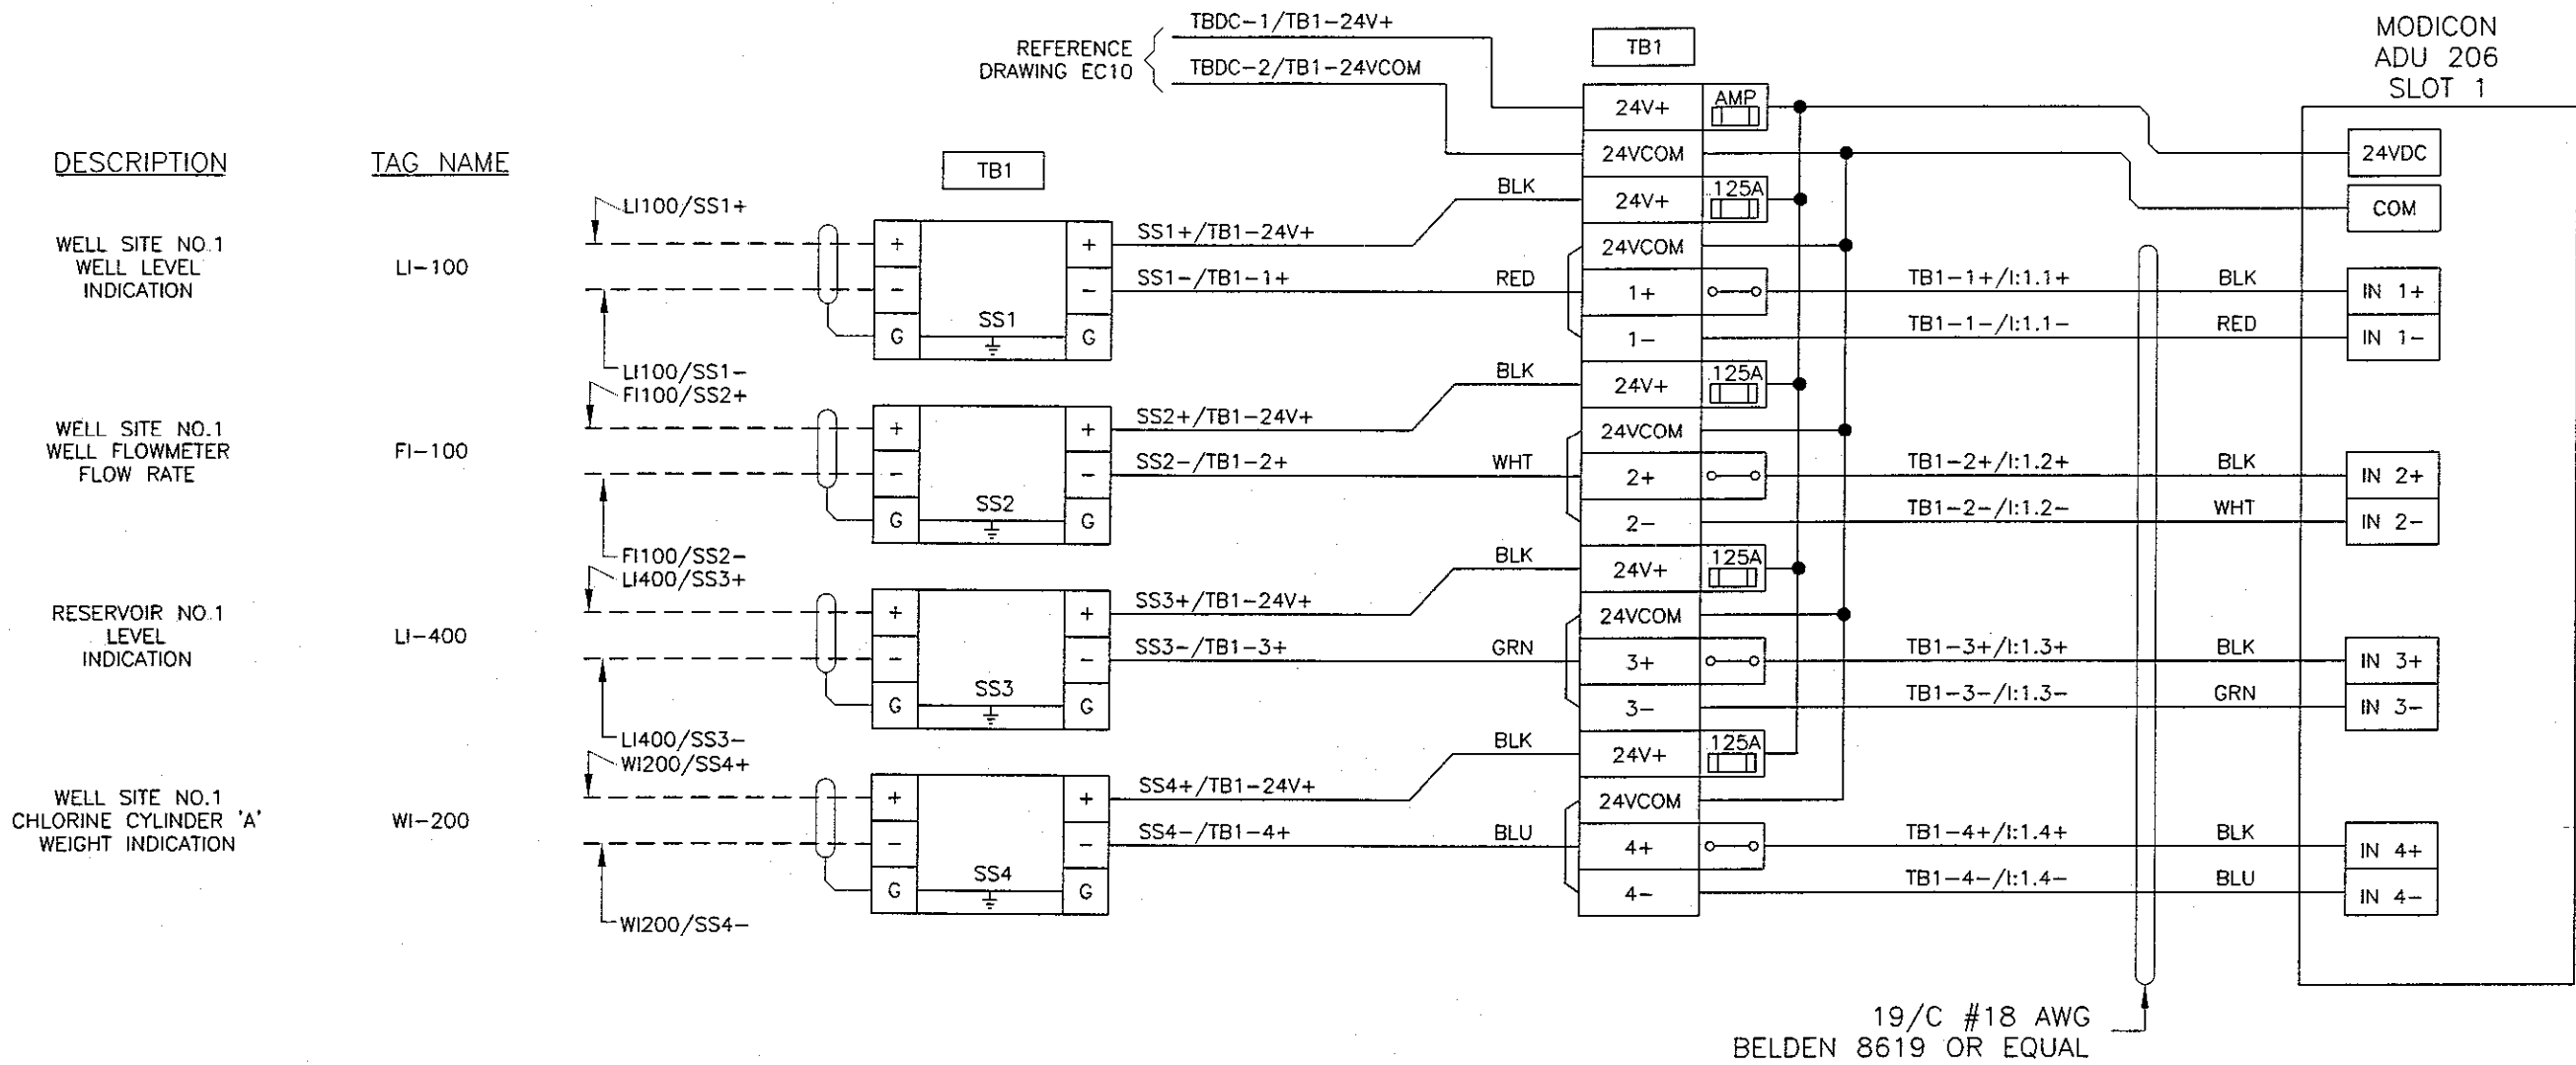 TBDC-1/TB1-24V+
REFERENCE
DRAWING EC10
TBDC-2/TB1-24VCOM
TB1
MODICON
ADU 206
SLOT 1
24V+
AMP
24VCOM
24VDC
COM
DESCRIPTION
TAG NAME
TB1
WELL SITE NO.1
WELL LEVEL
INDICATION
LI-100
LI100/SS1+
LI100/SS1-
+
-
G
SS1
+
-
G
SS1+/TB1-24V+
BLK
SS1-/TB1-1+
RED
24V+
.125A
24VCOM
1+
1-
TB1-1+/I:1.1+
BLK
IN 1+
TB1-1-/I:1.1-
RED
IN 1-
WELL SITE NO.1
WELL FLOWMETER
FLOW RATE
FI-100
FI100/SS2+
FI100/SS2-
+
-
G
SS2
+
-
G
SS2+/TB1-24V+
BLK
SS2-/TB1-2+
WHT
24V+
.125A
24VCOM
2+
2-
TB1-2+/I:1.2+
BLK
IN 2+
TB1-2-/I:1.2-
WHT
IN 2-
RESERVOIR NO.1
LEVEL
INDICATION
LI-400
LI400/SS3+
LI400/SS3-
+
-
G
SS3
+
-
G
SS3+/TB1-24V+
BLK
SS3-/TB1-3+
GRN
24V+
.125A
24VCOM
3+
3-
TB1-3+/I:1.3+
BLK
IN 3+
TB1-3-/I:1.3-
GRN
IN 3-
WELL SITE NO.1
CHLORINE CYLINDER 'A'
WEIGHT INDICATION
WI-200
WI200/SS4+
WI200/SS4-
+
-
G
SS4
+
-
G
SS4+/TB1-24V+
BLK
SS4-/TB1-4+
BLU
24V+
.125A
24VCOM
4+
4-
TB1-4+/I:1.4+
BLK
IN 4+
TB1-4-/I:1.4-
BLU
IN 4-
19/C #18 AWG
BELDEN 8619 OR EQUAL